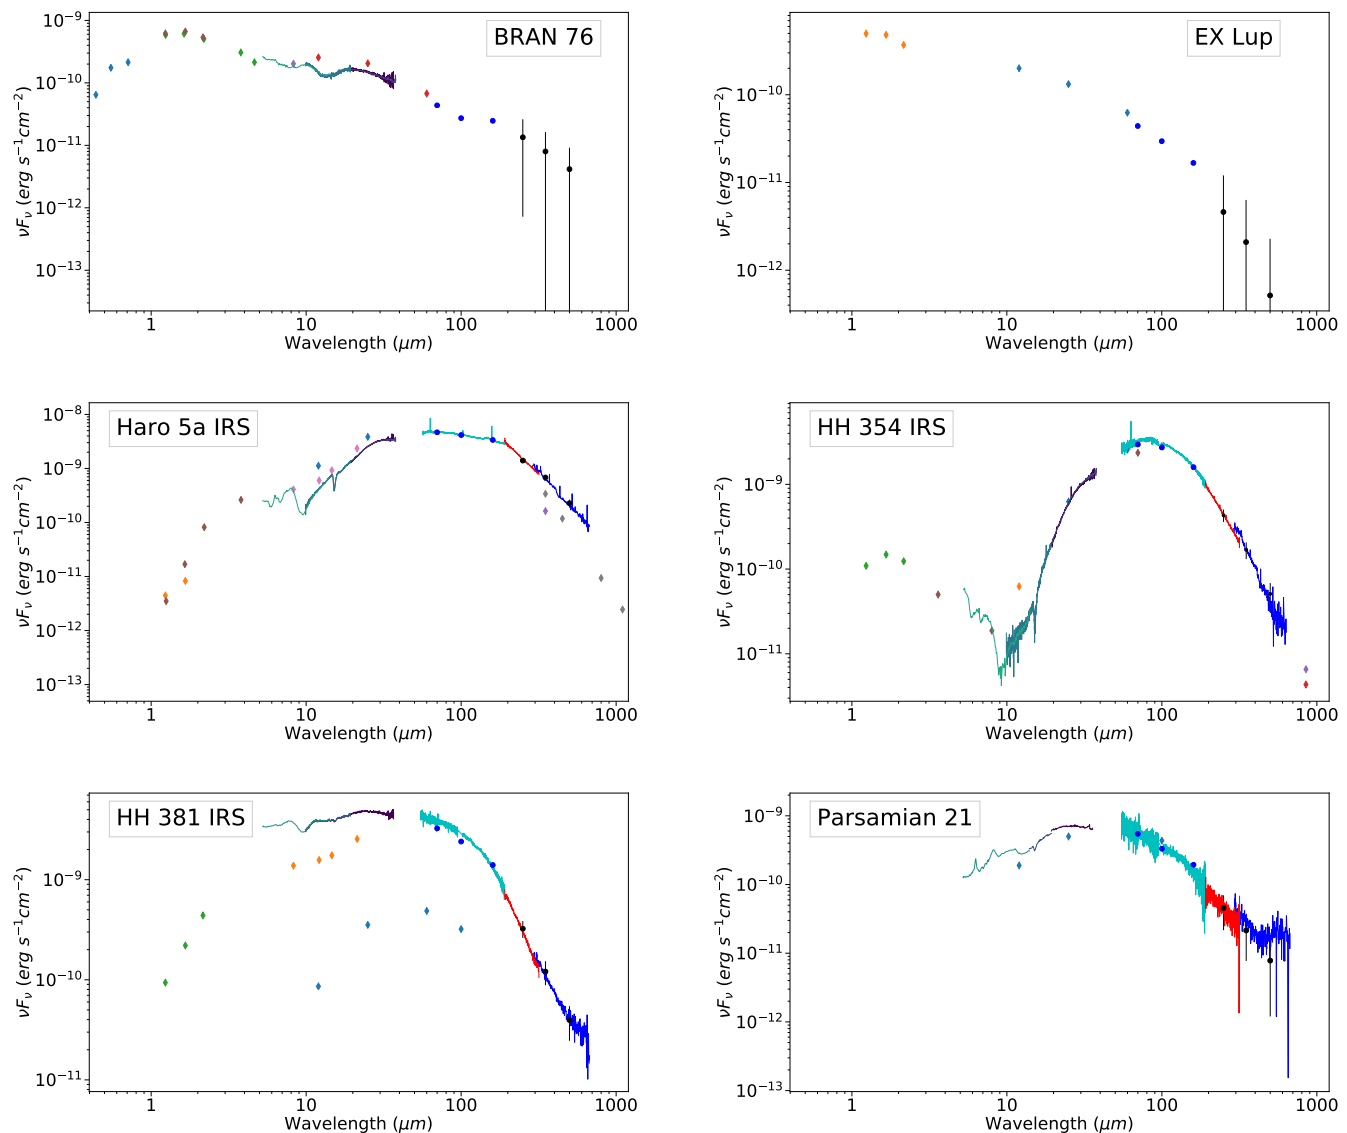 BRAN 76
10⁻⁹
10⁻¹⁰
10⁻¹¹
10⁻¹²
10⁻¹³
νFν (erg s⁻¹cm⁻²)
1 10 100 1000
Wavelength (μm)
EX Lup
10⁻¹⁰
10⁻¹¹
10⁻¹²
νFν (erg s⁻¹cm⁻²)
1 10 100 1000
Wavelength (μm)
Haro 5a IRS
10⁻⁸
10⁻⁹
10⁻¹⁰
10⁻¹¹
10⁻¹²
10⁻¹³
νFν (erg s⁻¹cm⁻²)
1 10 100 1000
Wavelength (μm)
HH 354 IRS
10⁻⁹
10⁻¹⁰
10⁻¹¹
νFν (erg s⁻¹cm⁻²)
1 10 100 1000
Wavelength (μm)
HH 381 IRS
10⁻⁹
10⁻¹⁰
10⁻¹¹
νFν (erg s⁻¹cm⁻²)
1 10 100 1000
Wavelength (μm)
Parsamian 21
10⁻⁹
10⁻¹⁰
10⁻¹¹
10⁻¹²
10⁻¹³
νFν (erg s⁻¹cm⁻²)
1 10 100 1000
Wavelength (μm)